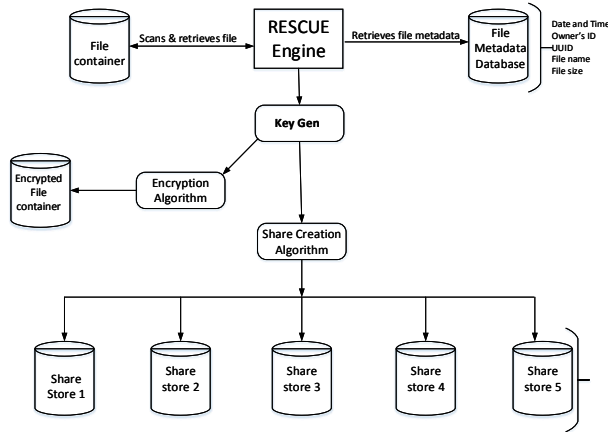 File
container
Scans & retrieves file
RESCUE
Engine
Retrieves file metadata
File
Metadata
Database
Date and Time
Owner's ID
UUID
File name
File size
Key Gen
Encryption
Algorithm
Encrypted
File
container
Share Creation
Algorithm
Share
Store 1
Share
store 2
Share
store 3
Share
store 4
Share
store 5